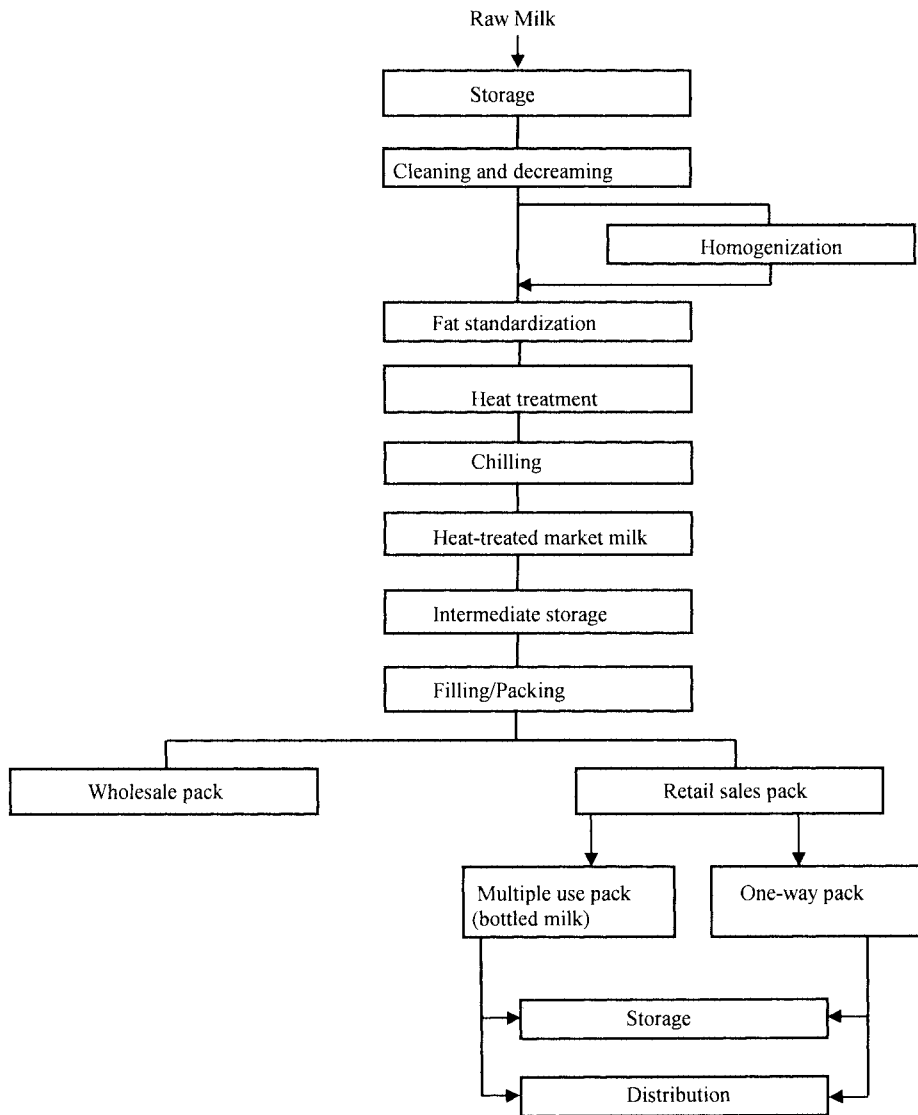 Raw Milk
Storage
Cleaning and decreaming
Homogenization
Fat standardization
Heat treatment
Chilling
Heat-treated market milk
Intermediate storage
Filling/Packing
Wholesale pack
Retail sales pack
Multiple use pack
(bottled milk)
One-way pack
Storage
Distribution